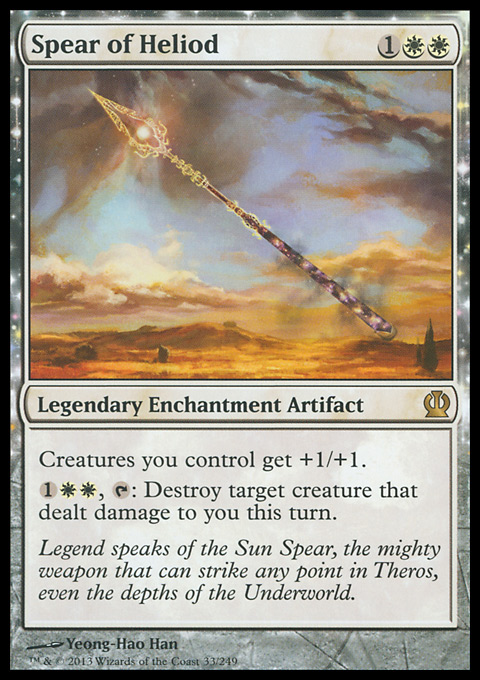 Spear of Heliod 1
Legendary Enchantment Artifact
Creatures you control get +1/+1.
1, : Destroy target creature that
dealt damage to you this turn.
Legend speaks of the Sun Spear, the mighty
weapon that can strike any point in Theros,
even the depths of the Underworld.
Yeong-Hao Han
™ & © 2013 Wizards of the Coast 33/249